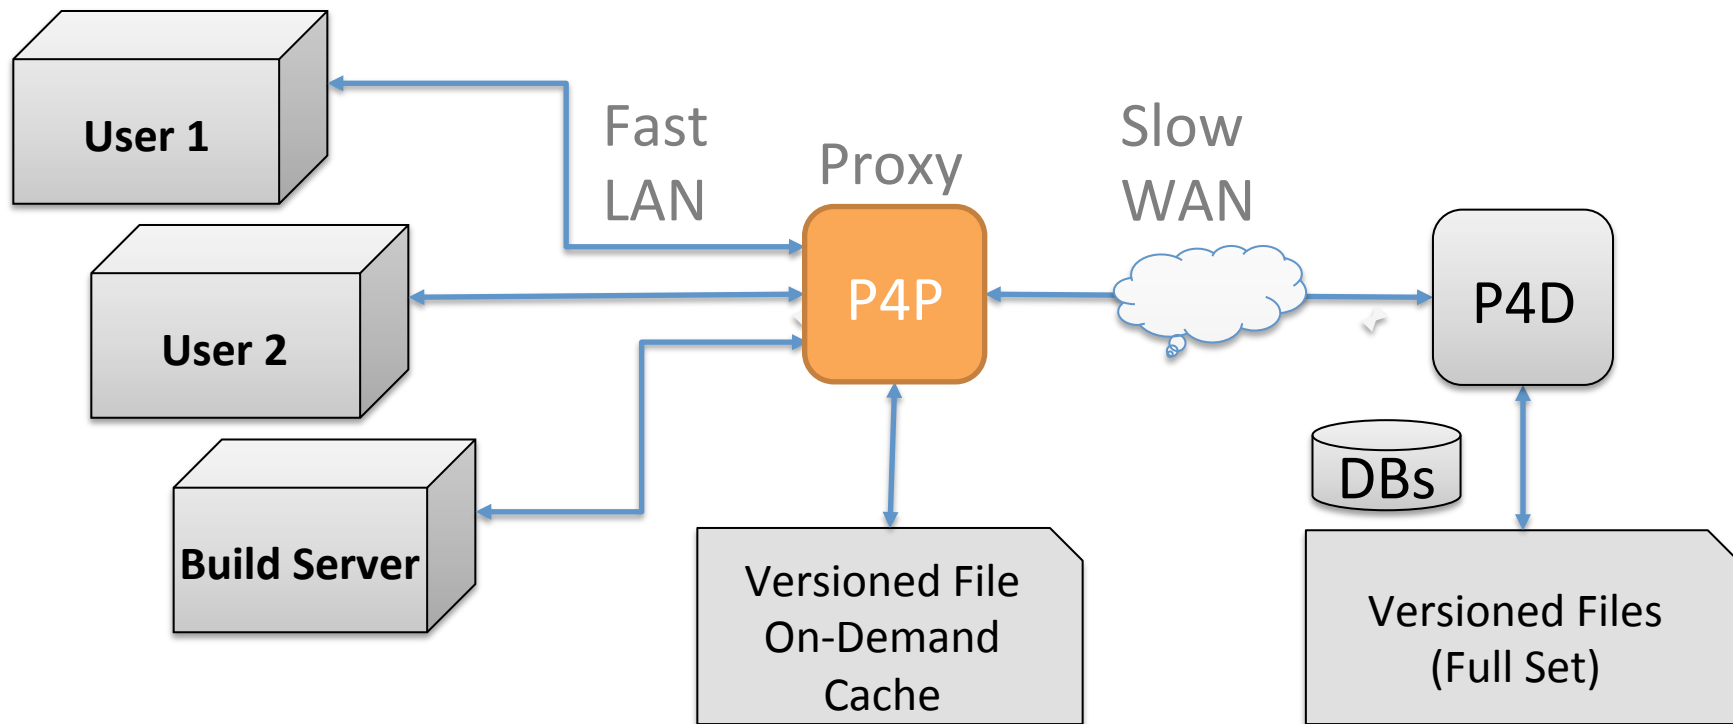 User 1
User 2
Build Server
Fast
LAN
Proxy
P4P
Slow
WAN
P4D
DBs
Versioned File
On-Demand
Cache
Versioned Files
(Full Set)